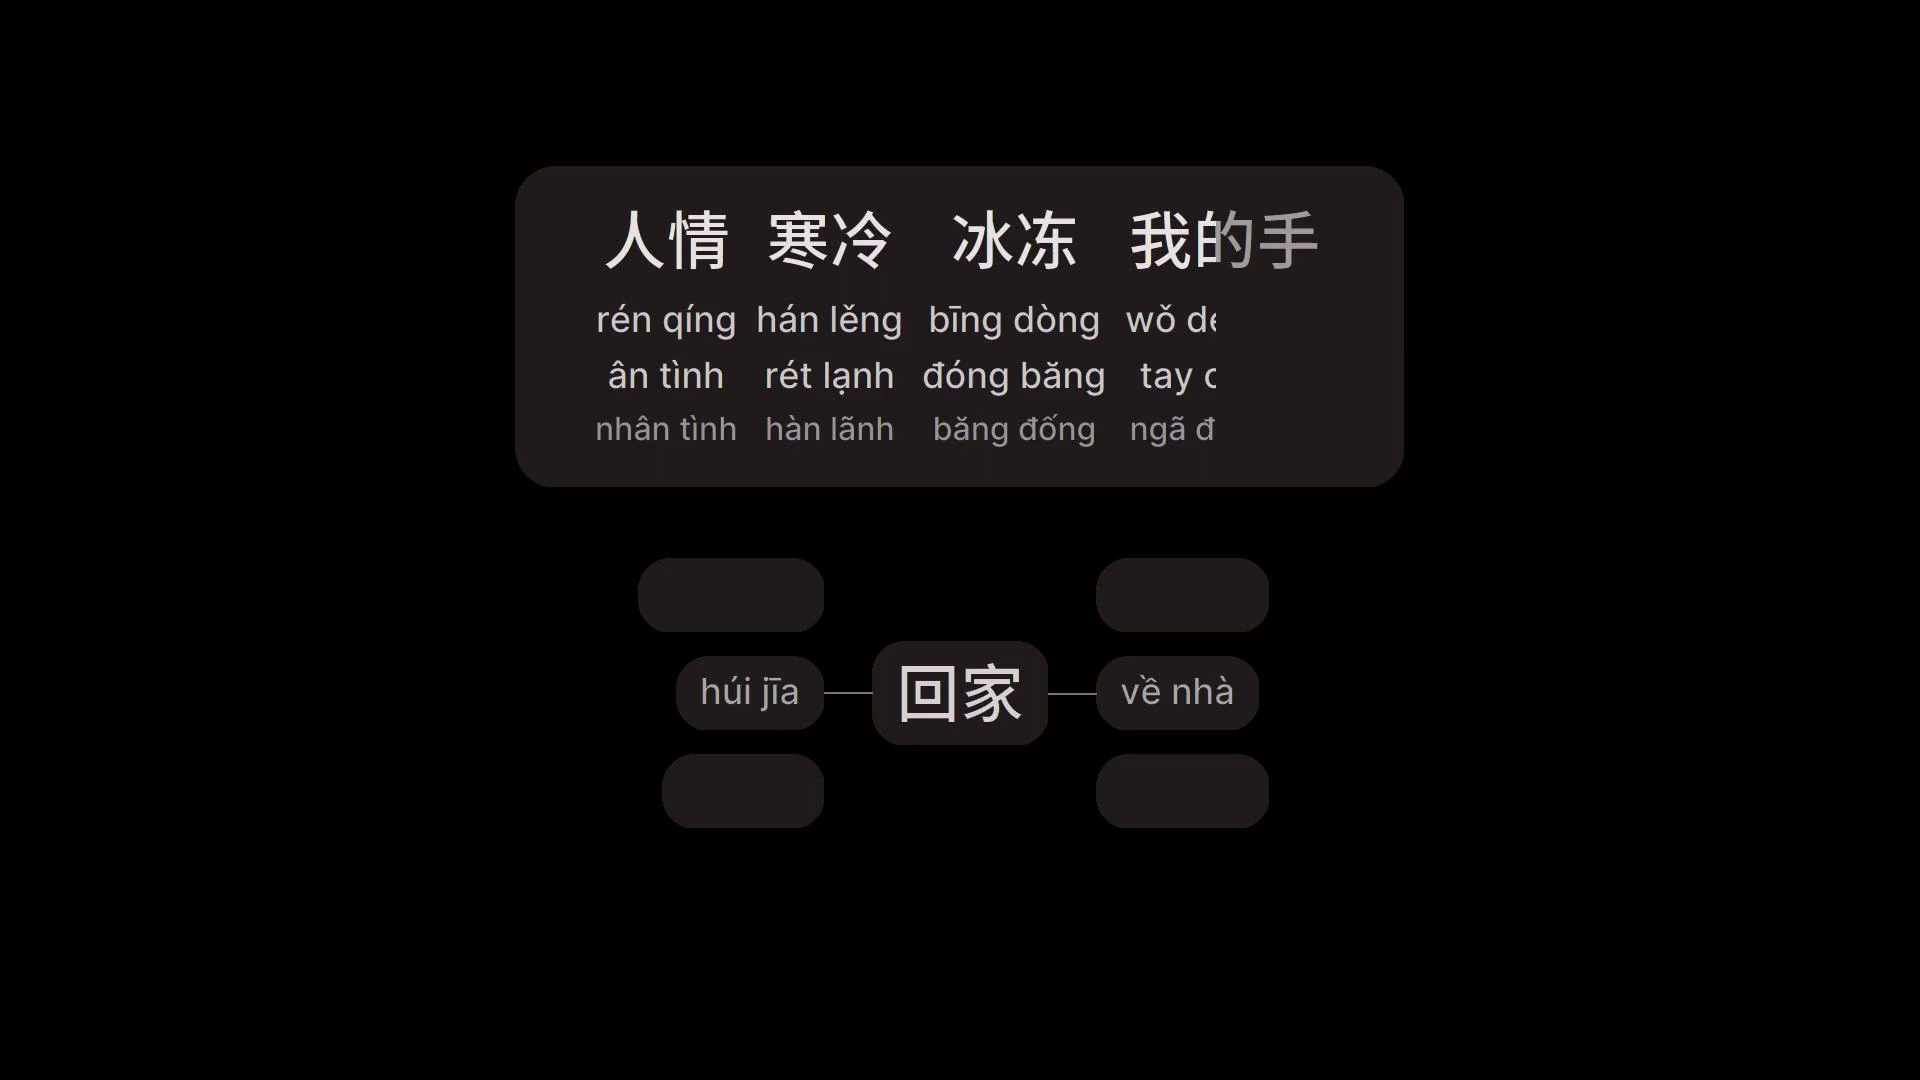 人情 寒冷 冰冻 我的手
rén qíng hán lěng bīng dòng wǒ de
ân tình rét lạnh đóng băng tay
nhân tình hàn lãnh băng đống ngã
húi jīa 回家 về nhà